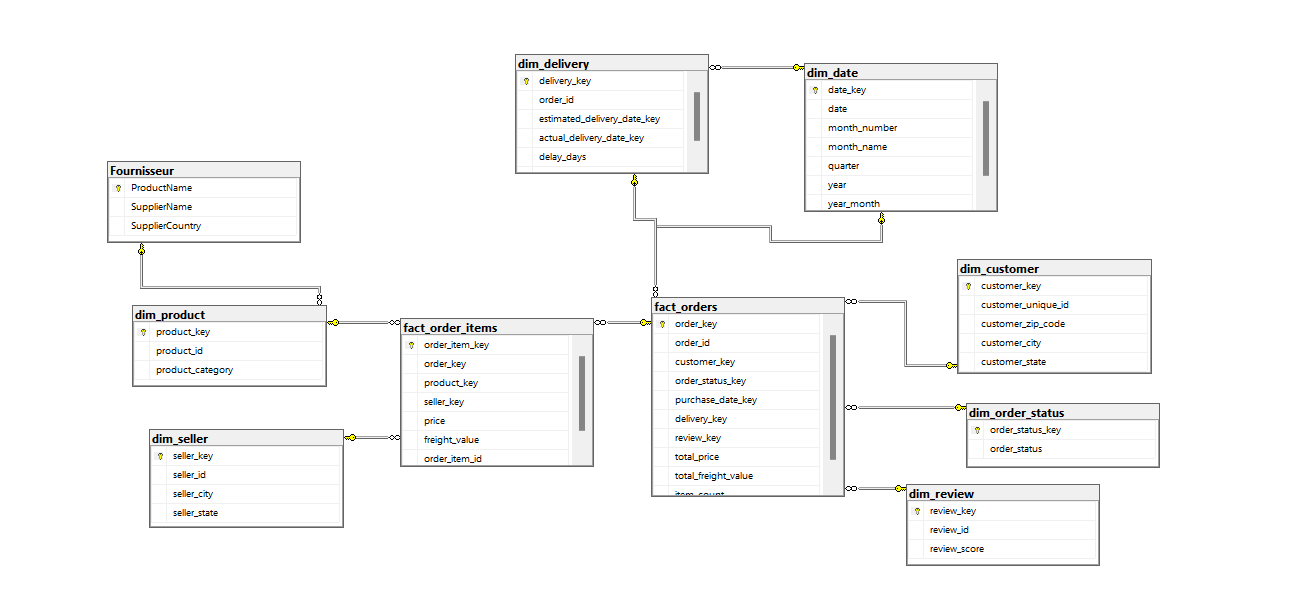 dim_delivery
delivery_key
order_id
estimated_delivery_date_key
actual_delivery_date_key
delay_days
dim_date
date_key
date
month_number
month_name
quarter
year
year_month
Fournisseur
ProductName
SupplierName
SupplierCountry
dim_customer
customer_key
customer_unique_id
customer_zip_code
customer_city
customer_state
dim_product
product_key
product_id
product_category
fact_order_items
order_item_key
order_key
product_key
seller_key
price
freight_value
order_item_id
fact_orders
order_key
order_id
customer_key
order_status_key
purchase_date_key
delivery_key
review_key
total_price
total_freight_value
item_count
dim_order_status
order_status_key
order_status
dim_seller
seller_key
seller_id
seller_city
seller_state
dim_review
review_key
review_id
review_score